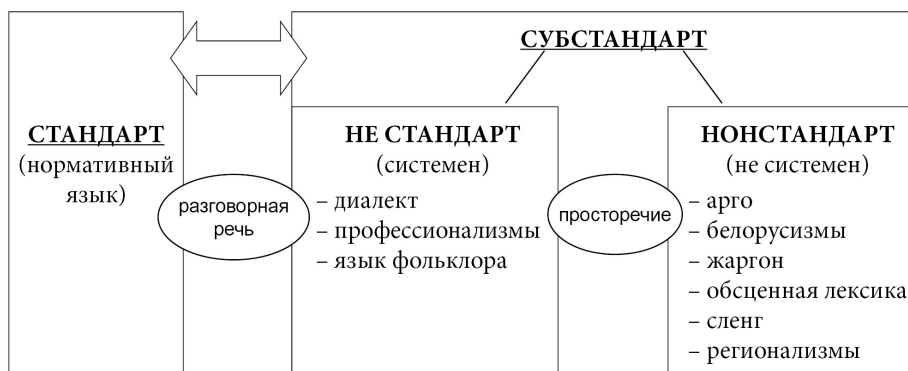 СУБСТАНДАРТ
СТАНДАРТ
(нормативный
язык)
разговорная
речь
НЕ СТАНДАРТ
(системен)
– диалект
– профессионализмы
– язык фольклора
просторечие
НОНСТАНДАРТ
(не системен)
– арго
– белорусизмы
– жаргон
– обсценная лексика
– сленг
– регионализмы